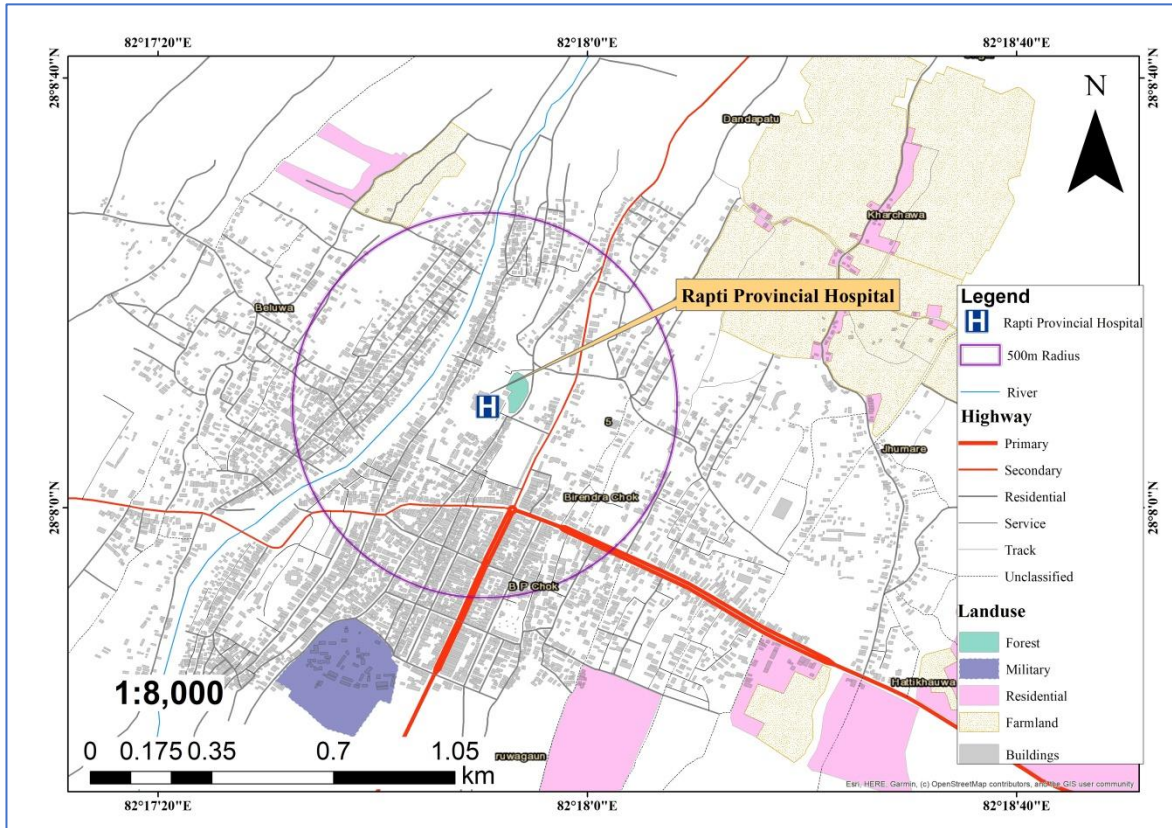 82°17'20"E 82°18'0"E 82°18'40"E
28°8'40"N 28°8'40"N
N
Dandapatu
Kharchawa
Rapti Provincial Hospital
Beluwa
H
5
Jhumare
28°8'0"N 28°8'0"N
Birendra Chok
B P Chok
Hattikhauwa
ruwagaun
Legend
H Rapti Provincial Hospital
500m Radius
River
Highway
Primary
Secondary
Residential
Service
Track
Unclassified
Landuse
Forest
Military
Residential
Farmland
Buildings
1:8,000
0 0.175 0.35 0.7 1.05
km
Esri, HERE, Garmin, (c) OpenStreetMap contributors, and the GIS user community
82°17'20"E 82°18'0"E 82°18'40"E